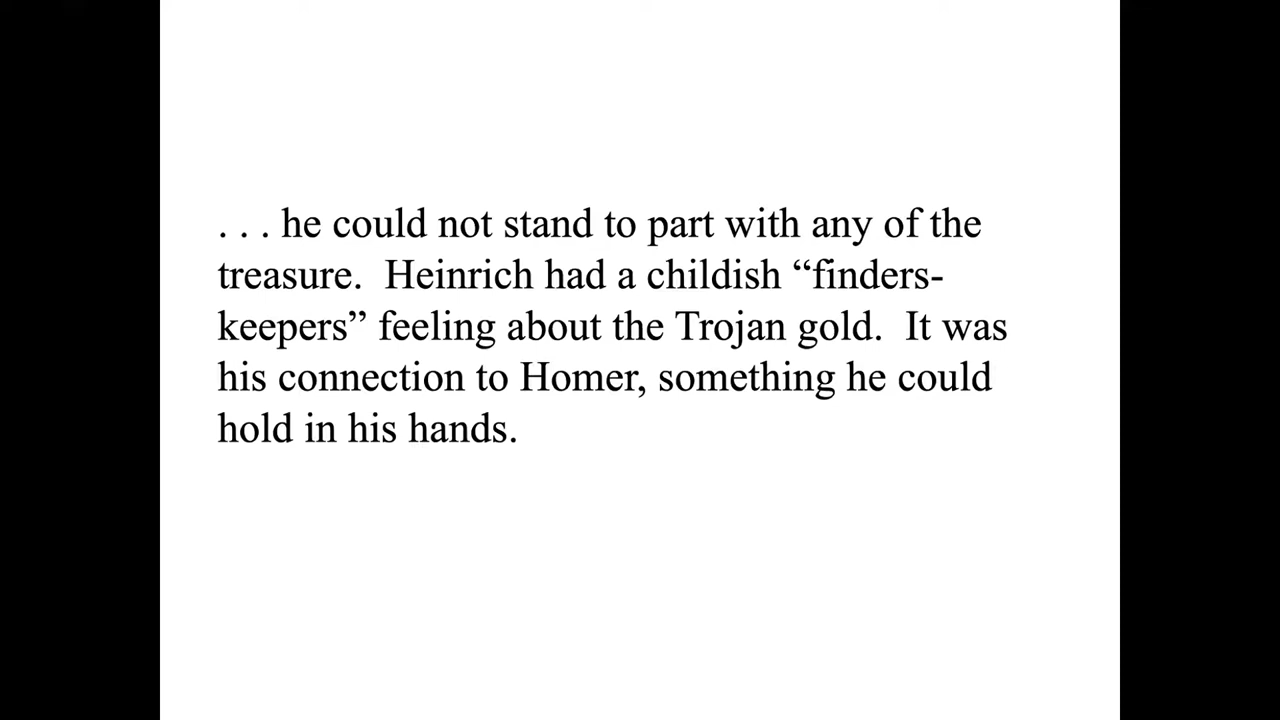 . . . he could not stand to part with any of the
treasure.  Heinrich had a childish “finders-
keepers” feeling about the Trojan gold.  It was
his connection to Homer, something he could
hold in his hands.